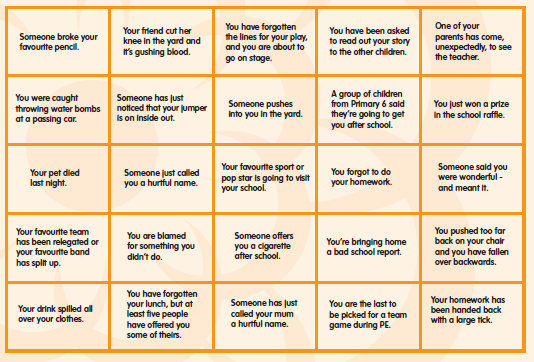 Someone broke your
favourite pencil.
Your friend cut her
knee in the yard and
it's gushing blood.
You have forgotten
the lines for your play,
and you are about to
go on stage.
You have been asked
to read out your story
to the other children.
One of your
parents has come,
unexpectedly, to see
the teacher.
You were caught
throwing water bombs
at a passing car.
Someone has just
noticed that your jumper
is on inside out.
Someone pushes
into you in the yard.
A group of children
from Primary 6 said
they're going to get
you after school.
You just won a prize
in the school raffle.
Your pet died
last night.
Someone just called
you a hurtful name.
Your favourite sport or
pop star is going to visit
your school.
You forgot to do
your homework.
Someone said you
were wonderful -
and meant it.
Your favourite team
has been relegated or
your favourite band
has split up.
You are blamed
for something you
didn't do.
Someone offers
you a cigarette
after school.
You're bringing home
a bad school report.
You pushed too far
back on your chair
and you have fallen
over backwards.
Your drink spilled all
over your clothes.
You have forgotten
your lunch, but at
least five people
have offered you
some of theirs.
Someone has just
called your mum
a hurtful name.
You are the last to
be picked for a team
game during PE.
Your homework has
been handed back
with a large tick.